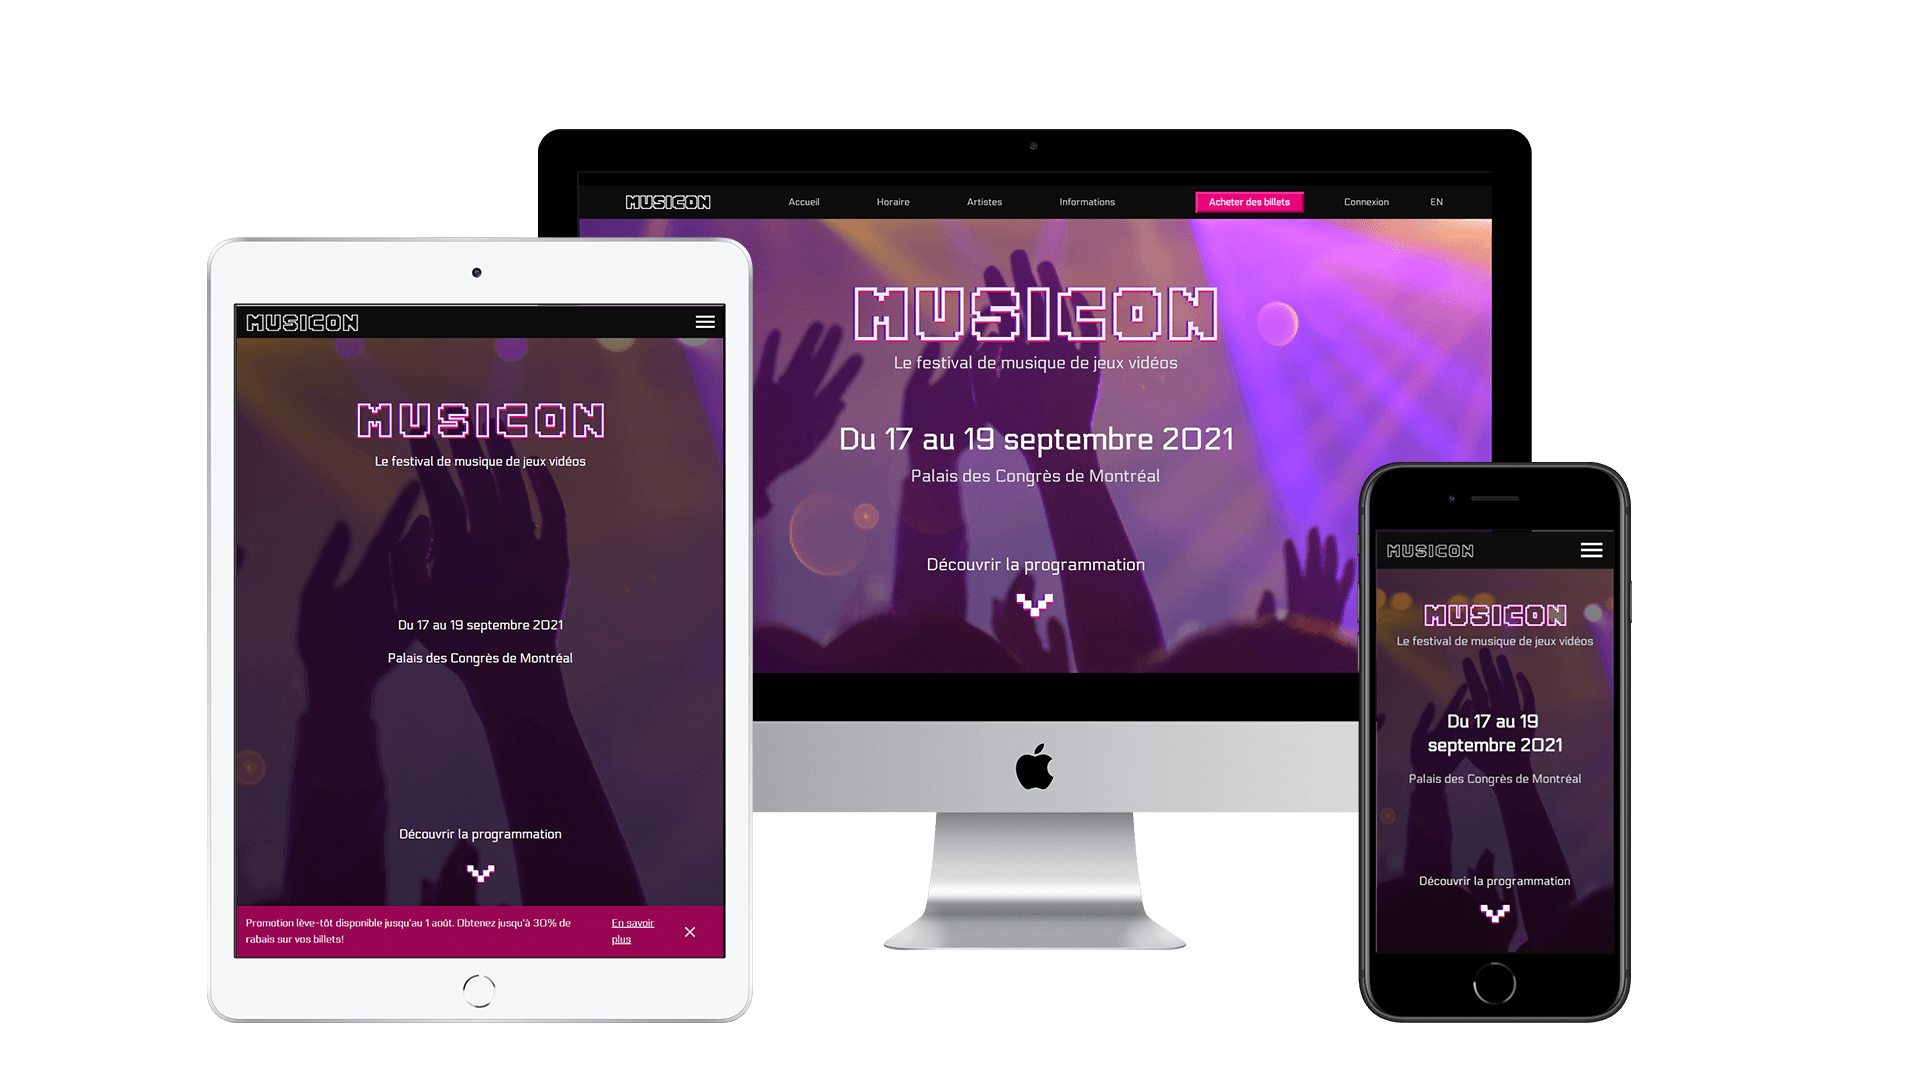 MUSICON
Accueil
Horaire
Artistes
Informations
Acheter des billets
Connexion
EN
MUSICON
Le festival de musique de jeux vidéos
Du 17 au 19 septembre 2021
Palais des Congrès de Montréal
Découvrir la programmation
MUSICON
MUSICON
Le festival de musique de jeux vidéos
Du 17 au 19 septembre 2021
Palais des Congrès de Montréal
Découvrir la programmation
Promotion lève-tôt disponible jusqu'au 1 août. Obtenez jusqu'à 30% de
rabais sur vos billets!
En savoir
plus
MUSICON
MUSICON
Le festival de musique de jeux vidéos
Du 17 au 19
septembre 2021
Palais des Congrès de Montréal
Découvrir la programmation